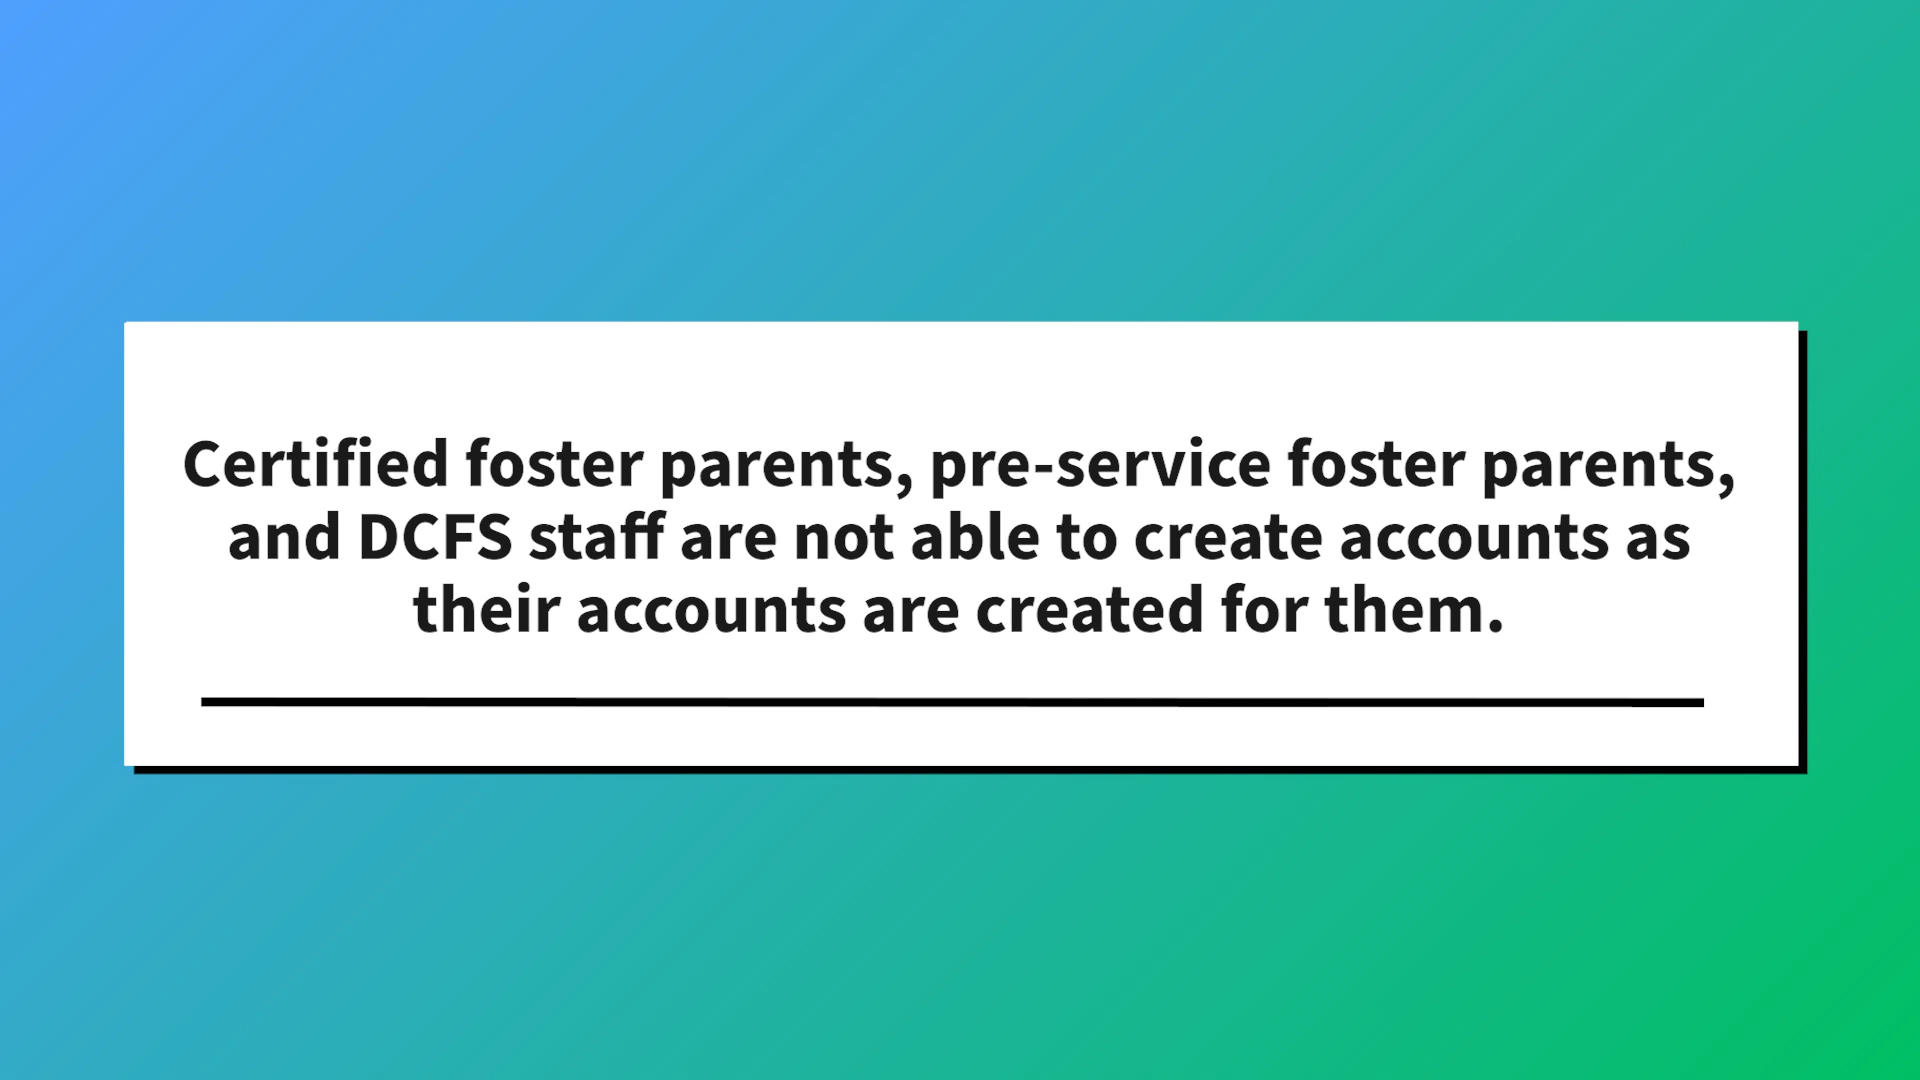 Certified foster parents, pre-service foster parents,
and DCFS staff are not able to create accounts as
their accounts are created for them.